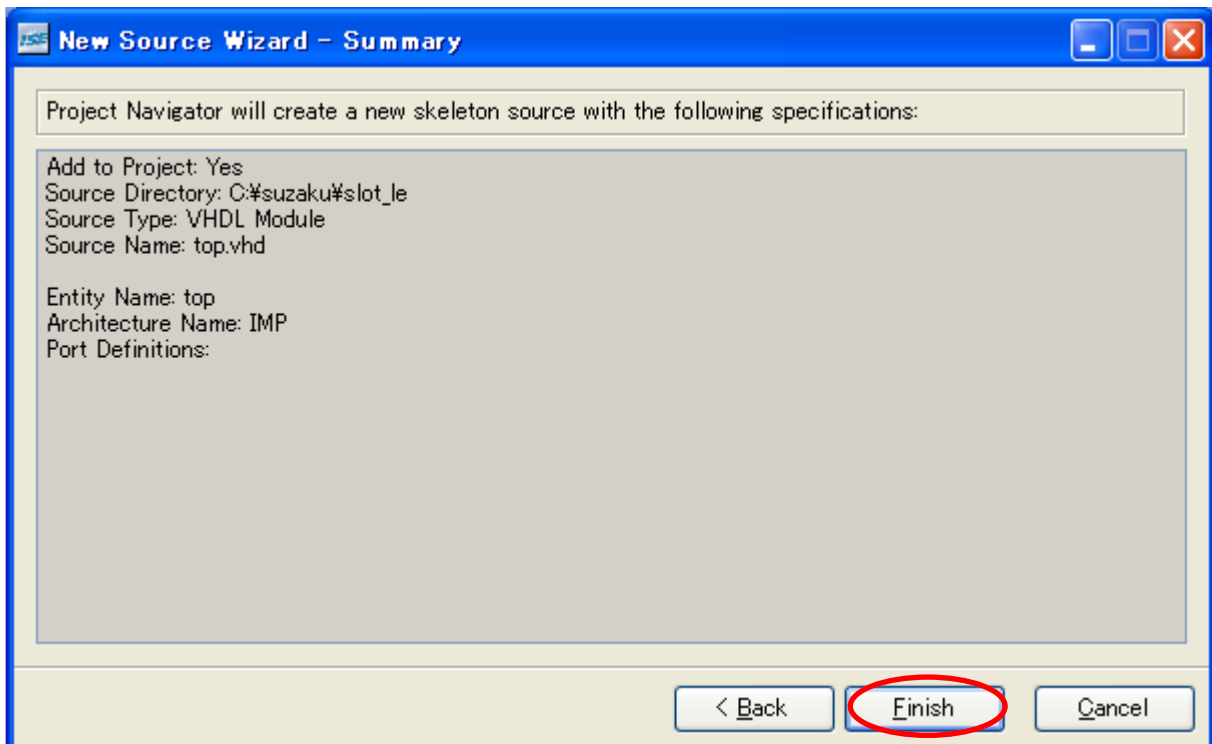 ISE New Source Wizard - Summary
Project Navigator will create a new skeleton source with the following specifications:
Add to Project: Yes
Source Directory: C:¥suzaku¥slot_le
Source Type: VHDL Module
Source Name: top.vhd
Entity Name: top
Architecture Name: IMP
Port Definitions:
< Back Finish Cancel